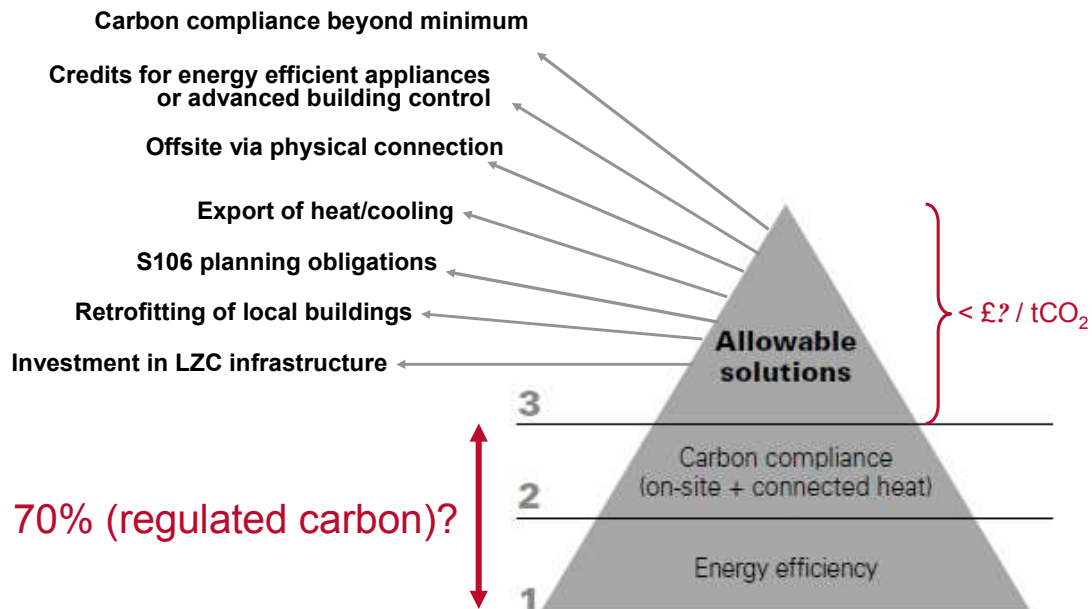 Carbon compliance beyond minimum
Credits for energy efficient appliances
or advanced building control
Offsite via physical connection
Export of heat/cooling
S106 planning obligations
Retrofitting of local buildings
Investment in LZC infrastructure
< £? / tCO₂
Allowable
solutions
3
Carbon compliance
(on-site + connected heat)
2
70% (regulated carbon)?
Energy efficiency
1